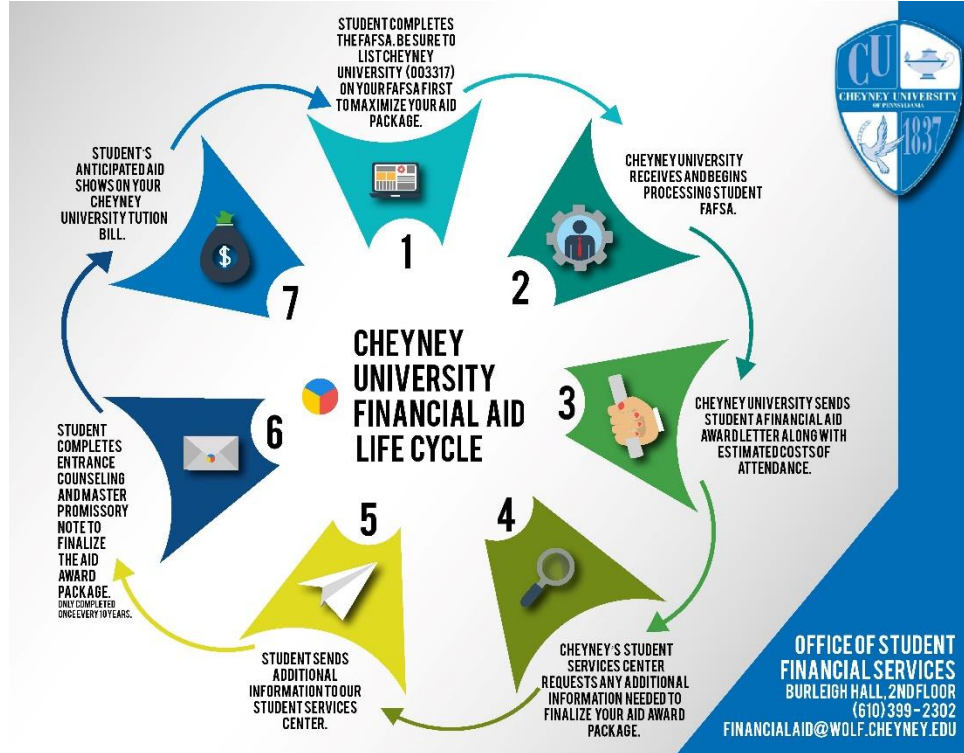 STUDENT COMPLETES
THE FAFSA. BE SURE TO
LIST CHEYNEY
UNIVERSITY (003317)
ON YOUR FAFSA FIRST
TO MAXIMIZE YOUR AID
PACKAGE.
1
CHEYNEY UNIVERSITY
RECEIVES AND BEGINS
PROCESSING STUDENT
FAFSA.
2
CHEYNEY UNIVERSITY SENDS
STUDENT A FINANCIAL AID
AWARD LETTER ALONG WITH
ESTIMATED COSTS OF
ATTENDANCE.
3
CHEYNEY'S STUDENT
SERVICES CENTER
REQUESTS ANY ADDITIONAL
INFORMATION NEEDED TO
FINALIZE YOUR AID AWARD
PACKAGE.
4
STUDENT SENDS
ADDITIONAL
INFORMATION TO OUR
STUDENT SERVICES
CENTER.
5
STUDENT
COMPLETES
ENTRANCE
COUNSELING
AND MASTER
PROMISSORY
NOTE TO
FINALIZE
THE AID
AWARD
PACKAGE.
ONLY COMPLETED
ONCE EVERY 10 YEARS.
6
STUDENT'S
ANTICIPATED AID
SHOWS ON YOUR
CHEYNEY
UNIVERSITY TUTION
BILL.
$
7
CHEYNEY
UNIVERSITY
FINANCIAL AID
LIFE CYCLE
CU
CHEYNEY UNIVERSITY
OF PENNSYLVANIA
1837
OFFICE OF STUDENT
FINANCIAL SERVICES
BURLEIGH HALL, 2ND FLOOR
(610) 399-2302
FINANCIALAID@WOLF.CHEYNEY.EDU